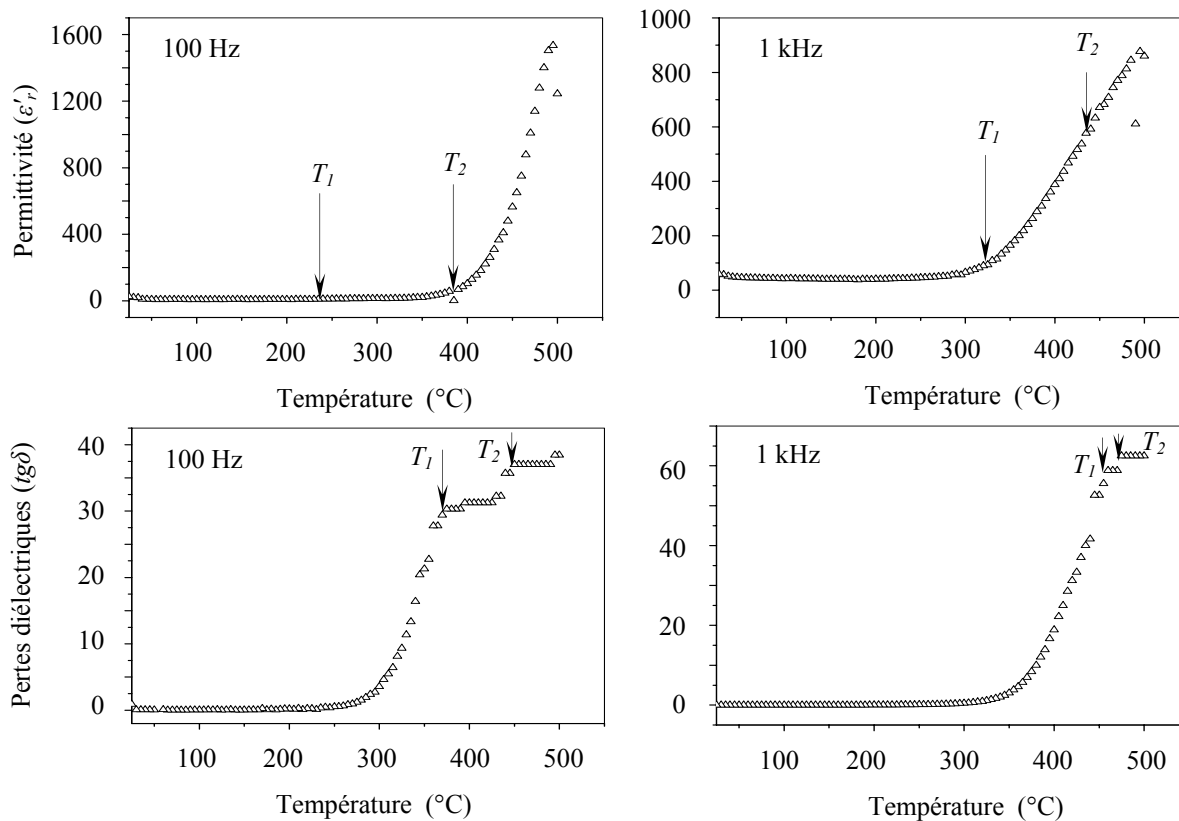 100 Hz
1600
1200
800
400
0
T1
T2
100 200 300 400 500
Température (°C)
Permittivité (ε'r)
1 kHz
1000
800
600
400
200
0
T1
T2
100 200 300 400 500
Température (°C)
100 Hz
40
30
20
10
0
T1
T2
100 200 300 400 500
Température (°C)
Pertes diélectriques (tgδ)
1 kHz
60
40
20
0
T1
T2
100 200 300 400 500
Température (°C)